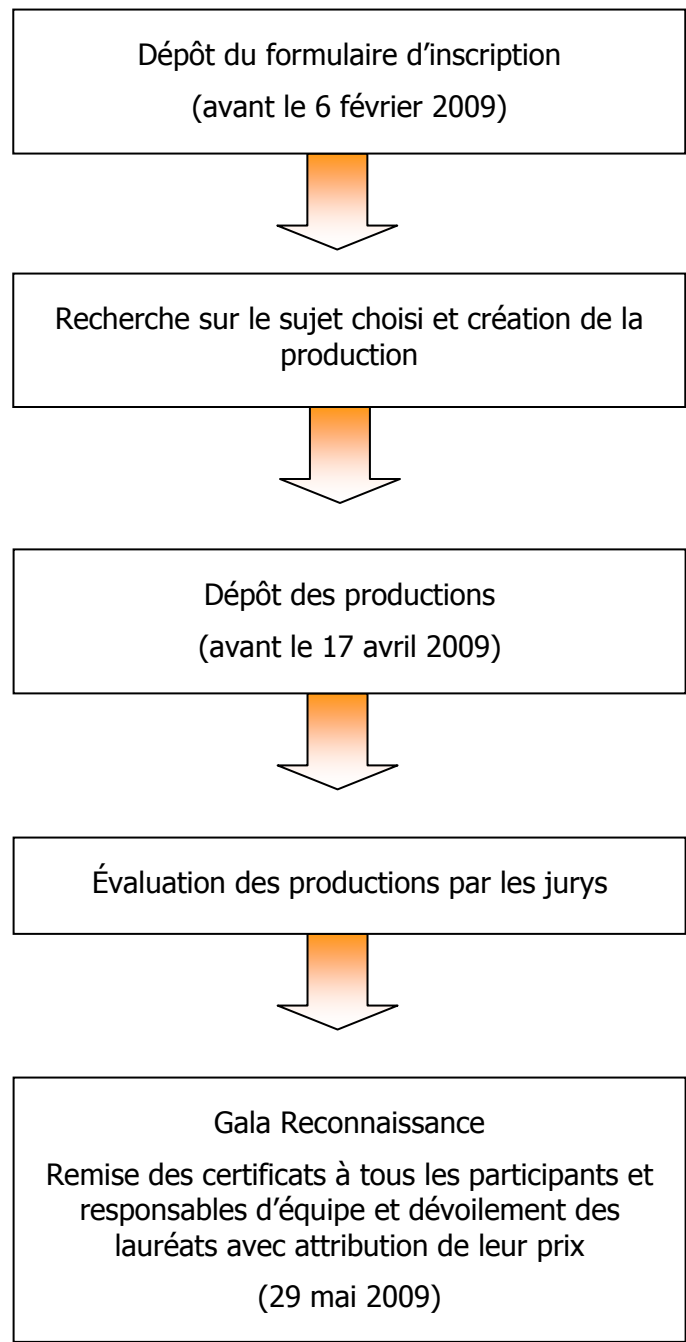 Dépôt du formulaire d’inscription
(avant le 6 février 2009)
Recherche sur le sujet choisi et création de la
production
Dépôt des productions
(avant le 17 avril 2009)
Évaluation des productions par les jurys
Gala Reconnaissance
Remise des certificats à tous les participants et
responsables d’équipe et dévoilement des
lauréats avec attribution de leur prix
(29 mai 2009)